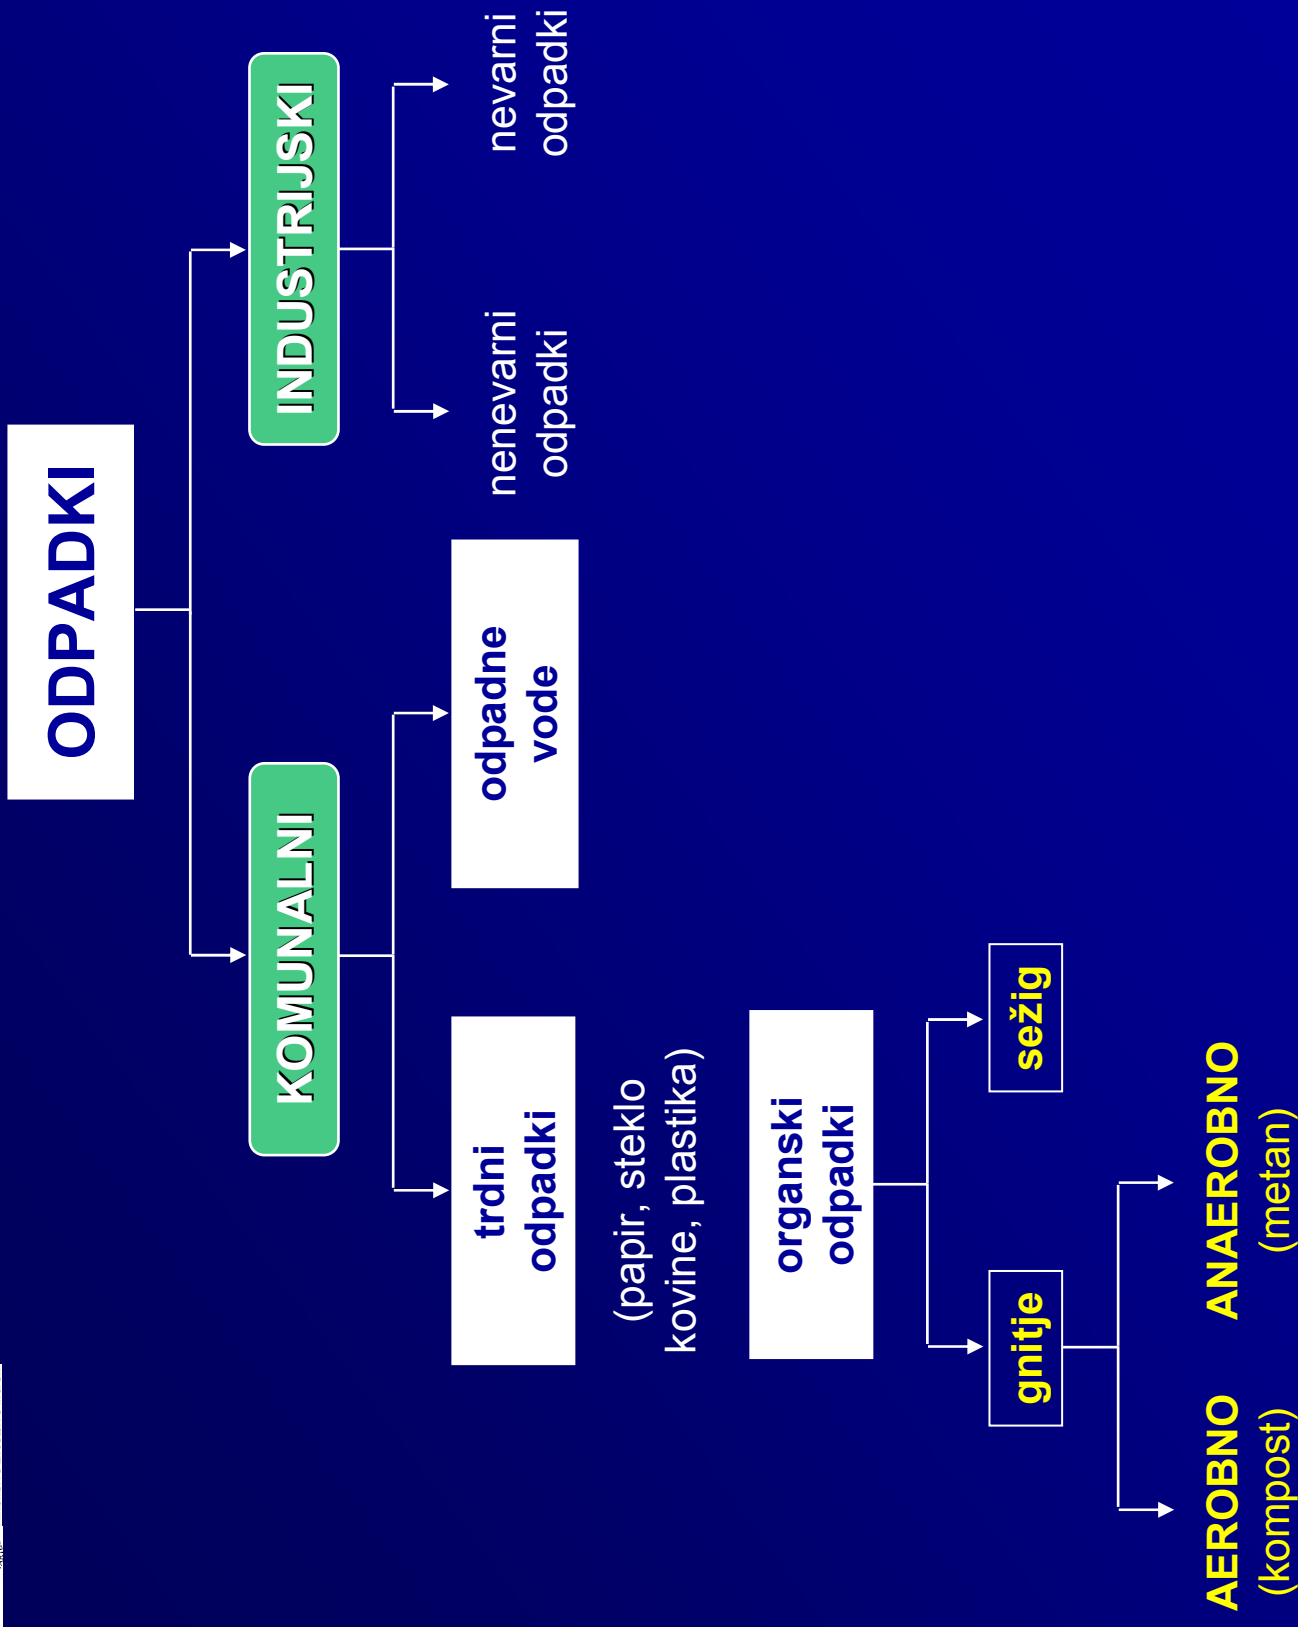 ODPADKI
KOMUNALNI
INDUSTRIJSKI
trdni
odpadki
odpadne
vode
nenevarni
odpadki
nevarni
odpadki
(papir, steklo
kovine, plastika)
organski
odpadki
gnitje
sežig
AEROBNO
(kompost)
ANAEROBNO
(metan)